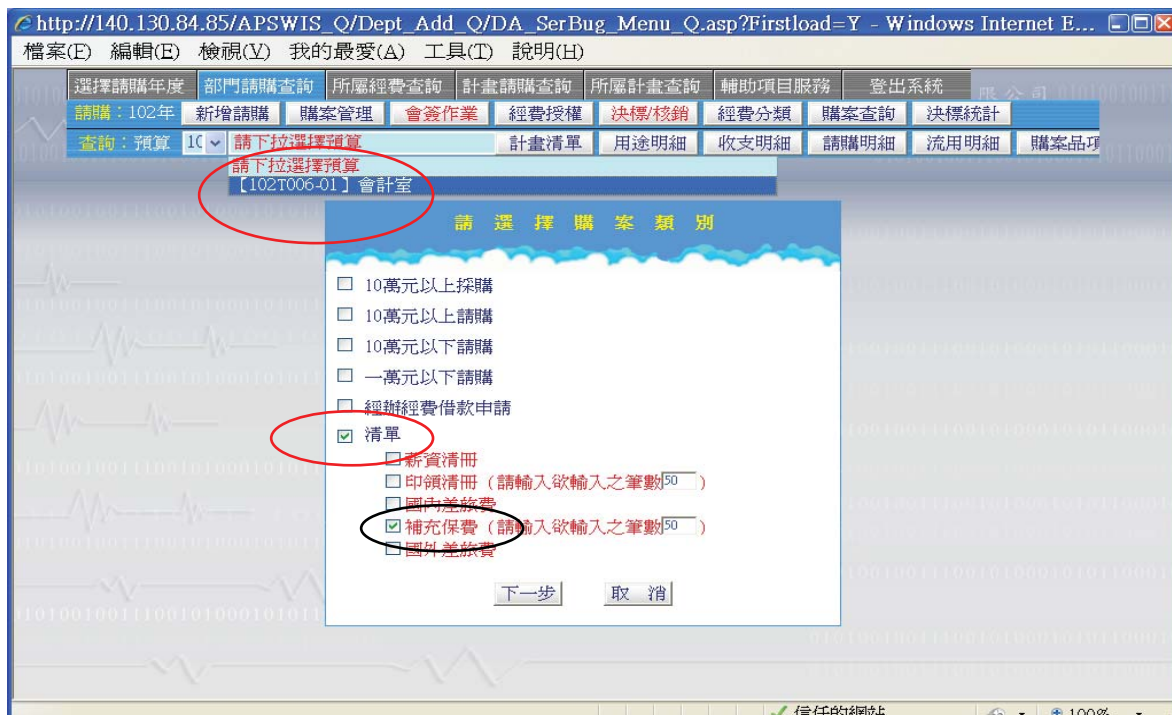 http://140.130.84.85/APSWIS_Q/Dept_Add_Q/DA_SerBug_Menu_Q.asp?Firstload=Y - Windows Internet E...
檔案(F) 編輯(E) 檢視(V) 我的最愛(A) 工具(T) 說明(H)
選擇請購年度 部門請購查詢 所屬經費查詢 計畫請購查詢 所屬計畫查詢 輔助項目服務 登出系統
請購：102年 新增請購 購案管理 會簽作業 經費授權 決標/核銷 經費分類 購案查詢 決標統計
查詢：預算 10 請下拉選擇預算 計畫清單 用途明細 收支明細 請購明細 流用明細 購案品項
請下拉選擇預算
【102T006-01】會計室
請選擇購案類別
10萬元以上採購
10萬元以上請購
10萬元以下請購
一萬元以下請購
經辦經費借款申請
清單
薪資清冊
印領清冊（請輸入欲輸入之筆數50）
國內差旅費
補充保費（請輸入欲輸入之筆數50）
國外差旅費
下一步 取 消
信任的網站 100%